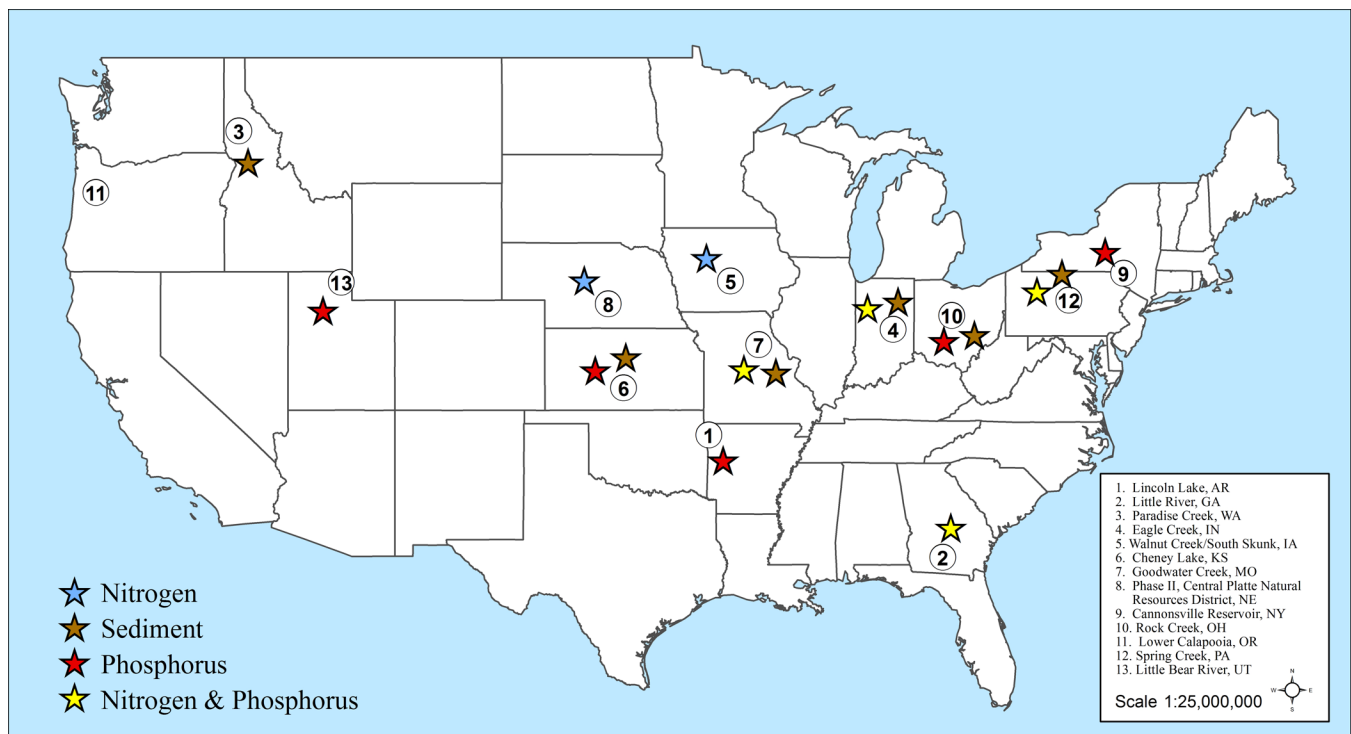 3
11
13
5
8
9
12
10
4
7
6
1
2
Nitrogen
Sediment
Phosphorus
Nitrogen & Phosphorus
1. Lincoln Lake, AR
2. Little River, GA
3. Paradise Creek, WA
4. Eagle Creek, IN
5. Walnut Creek/South Skunk, IA
6. Cheney Lake, KS
7. Goodwater Creek, MO
8. Phase II, Central Platte Natural
Resources District, NE
9. Cannonsville Reservoir, NY
10. Rock Creek, OH
11. Lower Calapooia, OR
12. Spring Creek, PA
13. Little Bear River, UT
N
W E
S
Scale 1:25,000,000